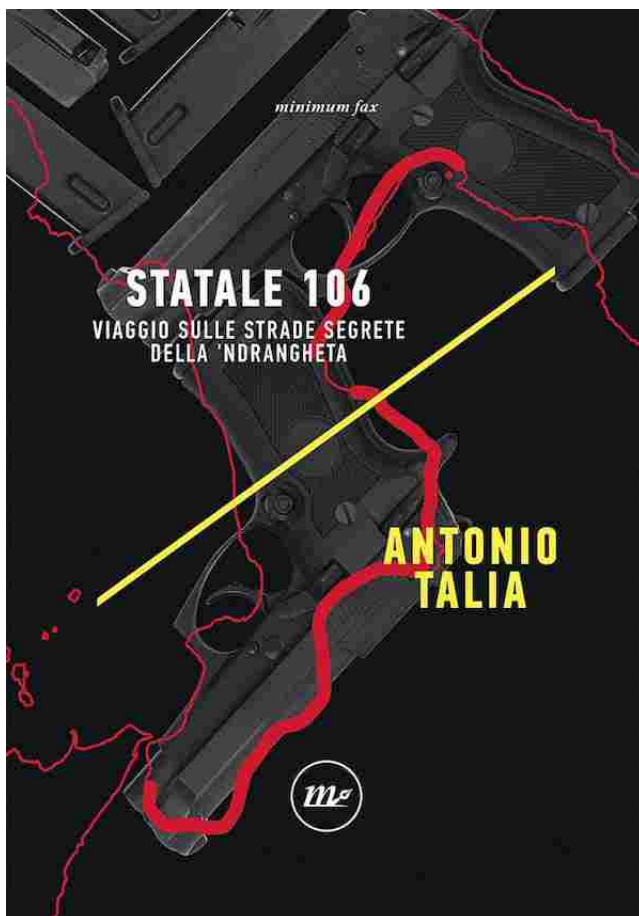 minimum fax
STATALE 106
VIAGGIO SULLE STRADE SEGRETE
DELLA 'NDRANGHETA
ANTONIO
TALIA
m